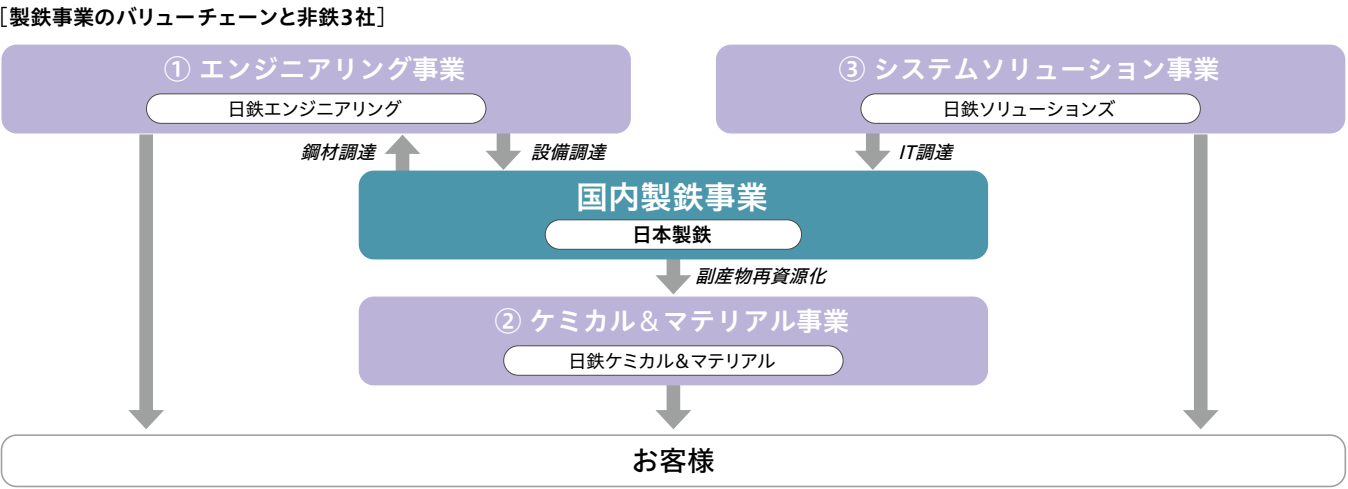 ［製鉄事業のバリューチェーンと非鉄3社］
① エンジニアリング事業
日鉄エンジニアリング
③ システムソリューション事業
日鉄ソリューションズ
鋼材調達
設備調達
IT調達
国内製鉄事業
日本製鉄
副産物再資源化
② ケミカル＆マテリアル事業
日鉄ケミカル&マテリアル
お客様